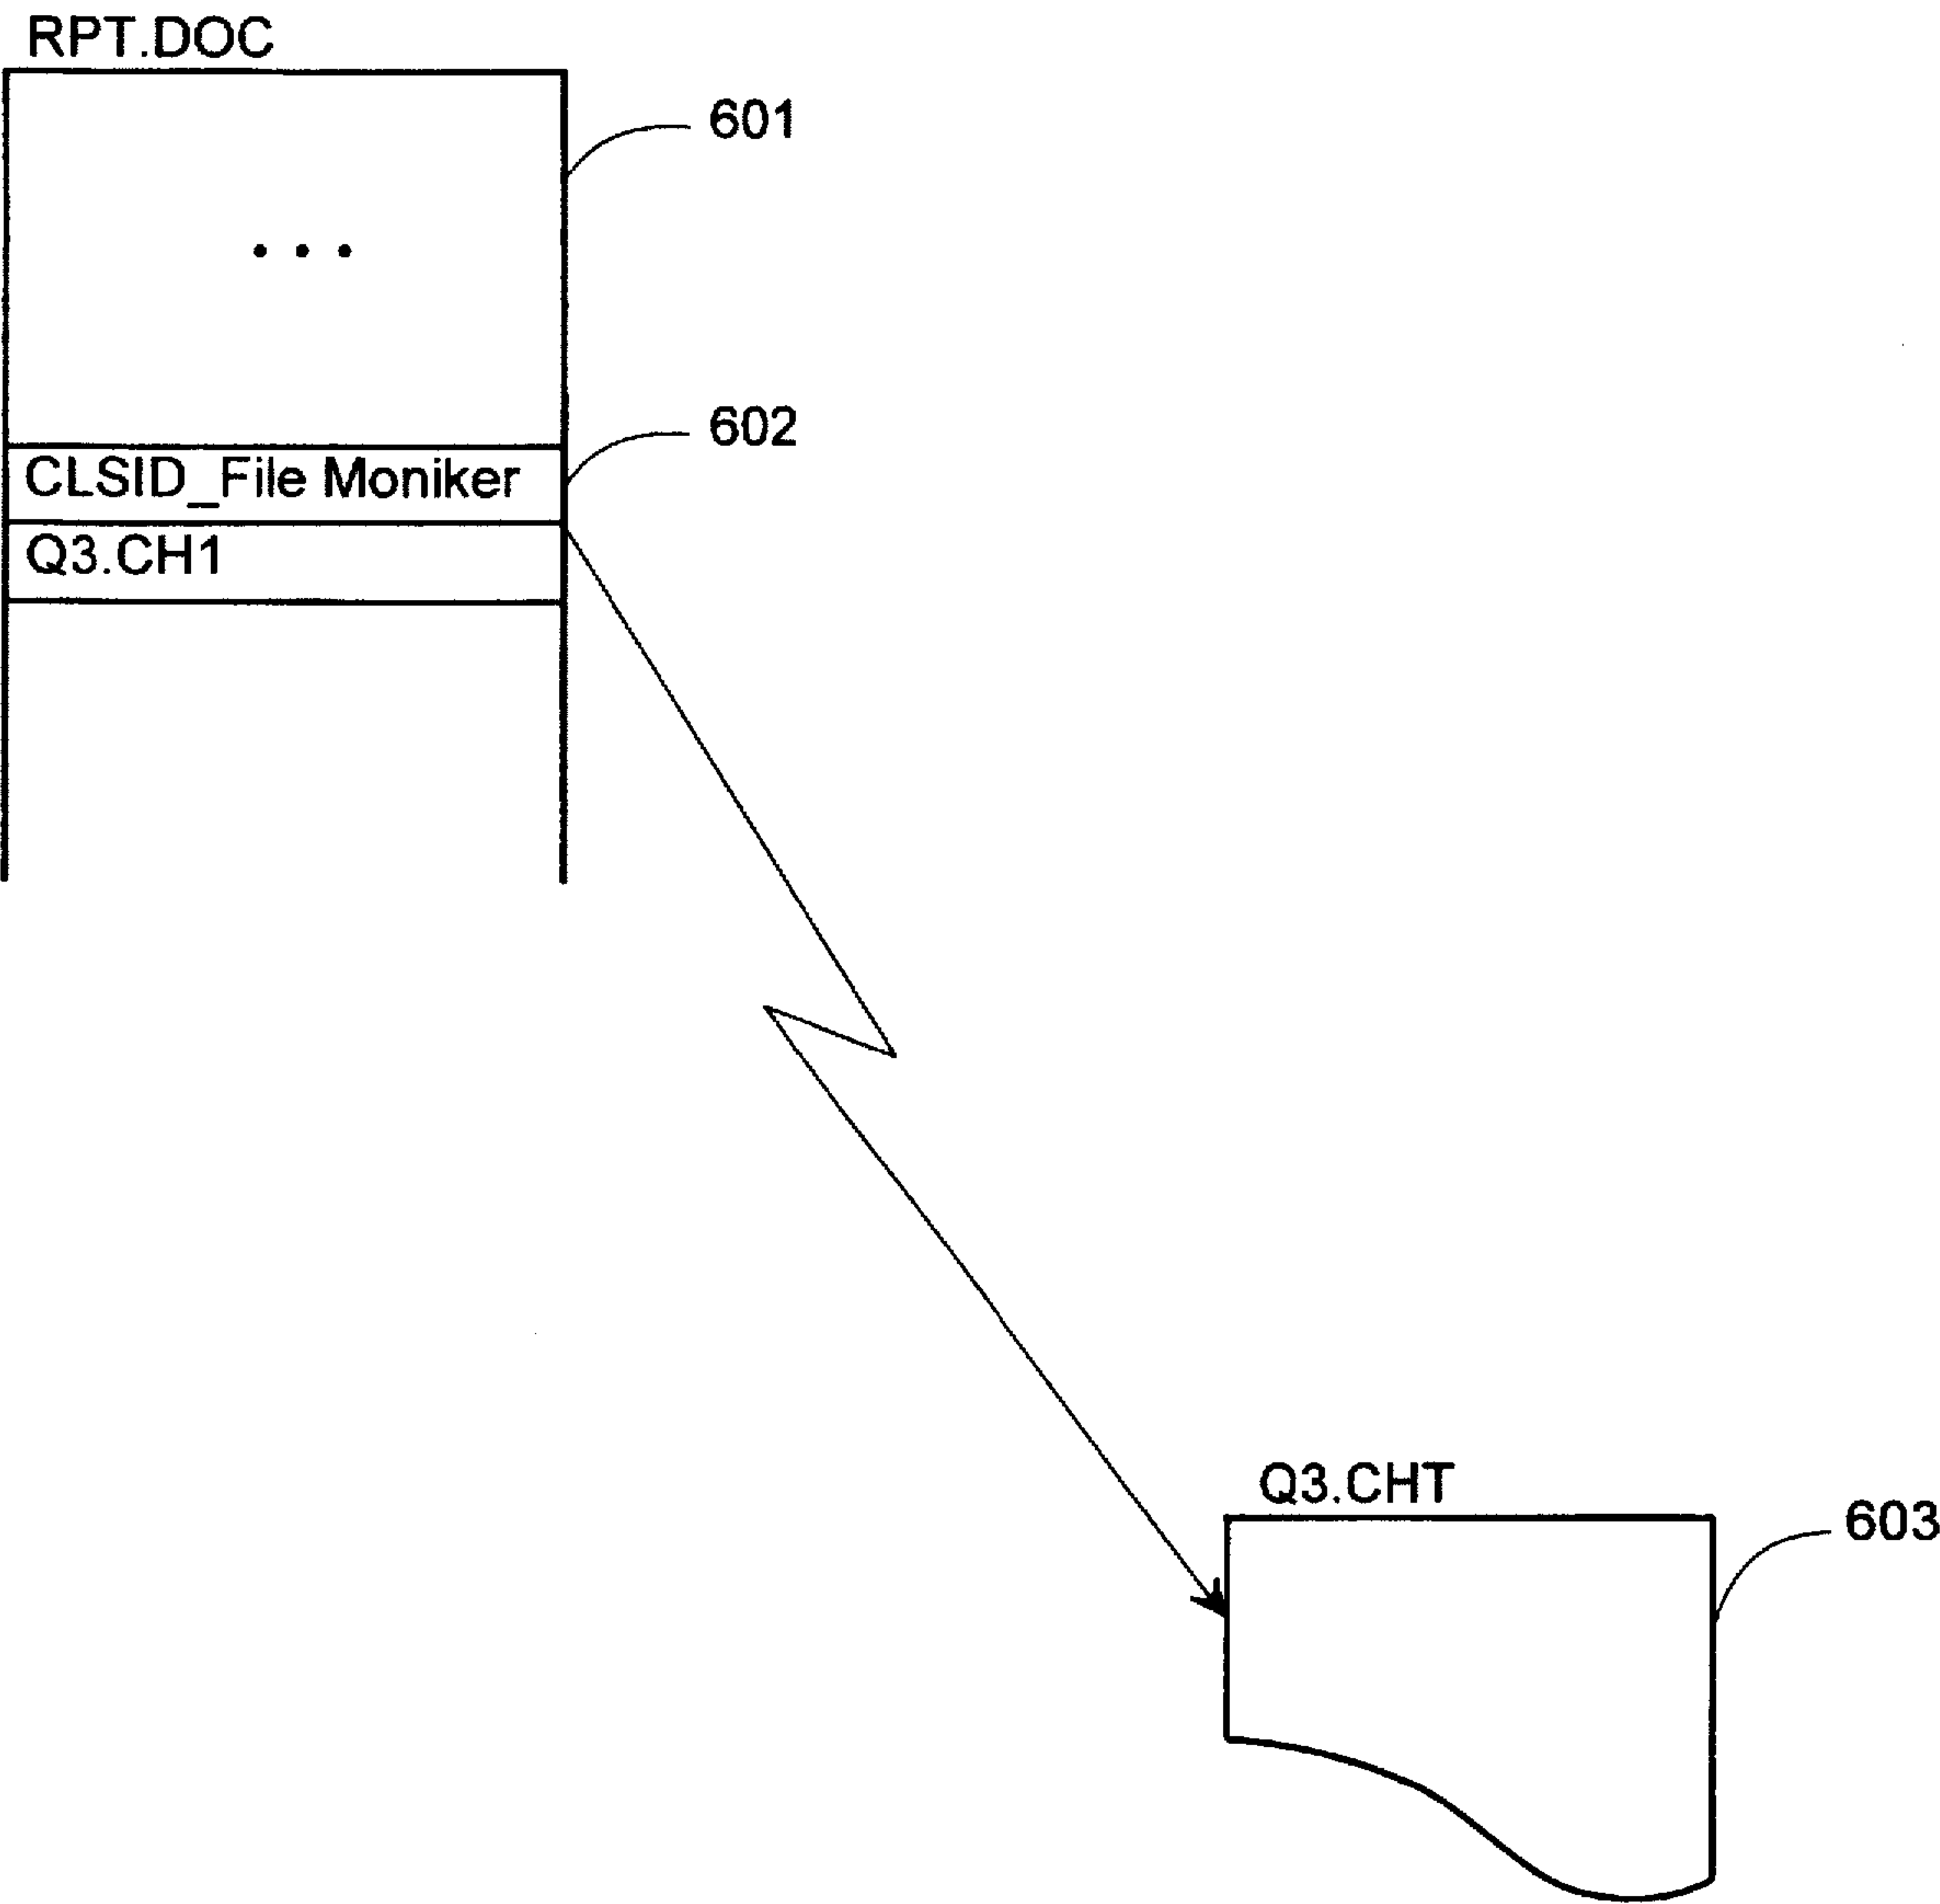 RPT.DOC
601
...
602
CLSID_File Moniker
Q3.CH1
Q3.CHT
603